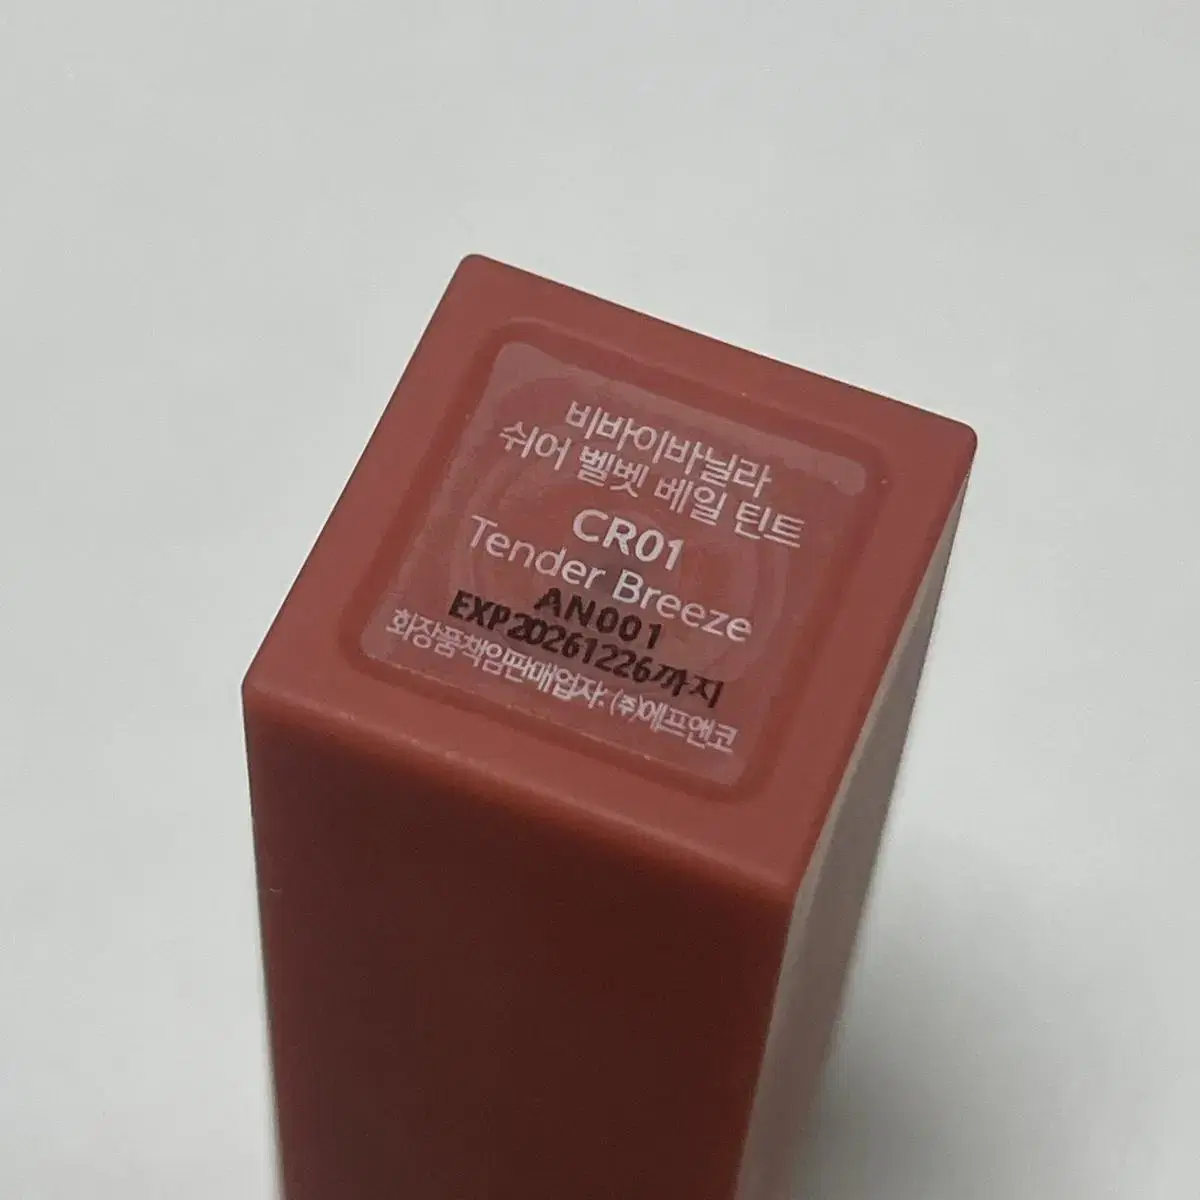 비바이바닐라
쉬어 벨벳 베일 틴트
CR01
Tender Breeze
AN001
EXP20261226까지
화장품책임판매업자: (주)에프앤코